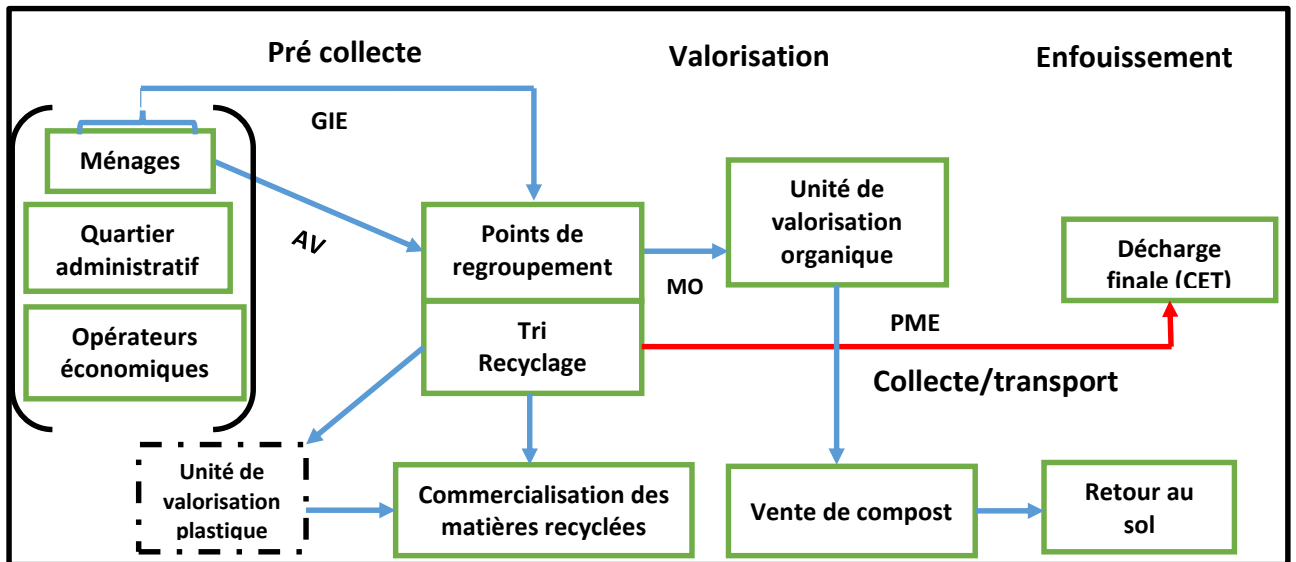 Pré collecte
Valorisation
Enfouissement
GIE
Ménages
AV
Quartier
administratif
Opérateurs
économiques
Points de
regroupement
Tri
Recyclage
MO
Unité de
valorisation
organique
PME
Décharge
finale (CET)
Collecte/transport
Unité de
valorisation
plastique
Commercialisation des
matières recyclées
Vente de compost
Retour au
sol